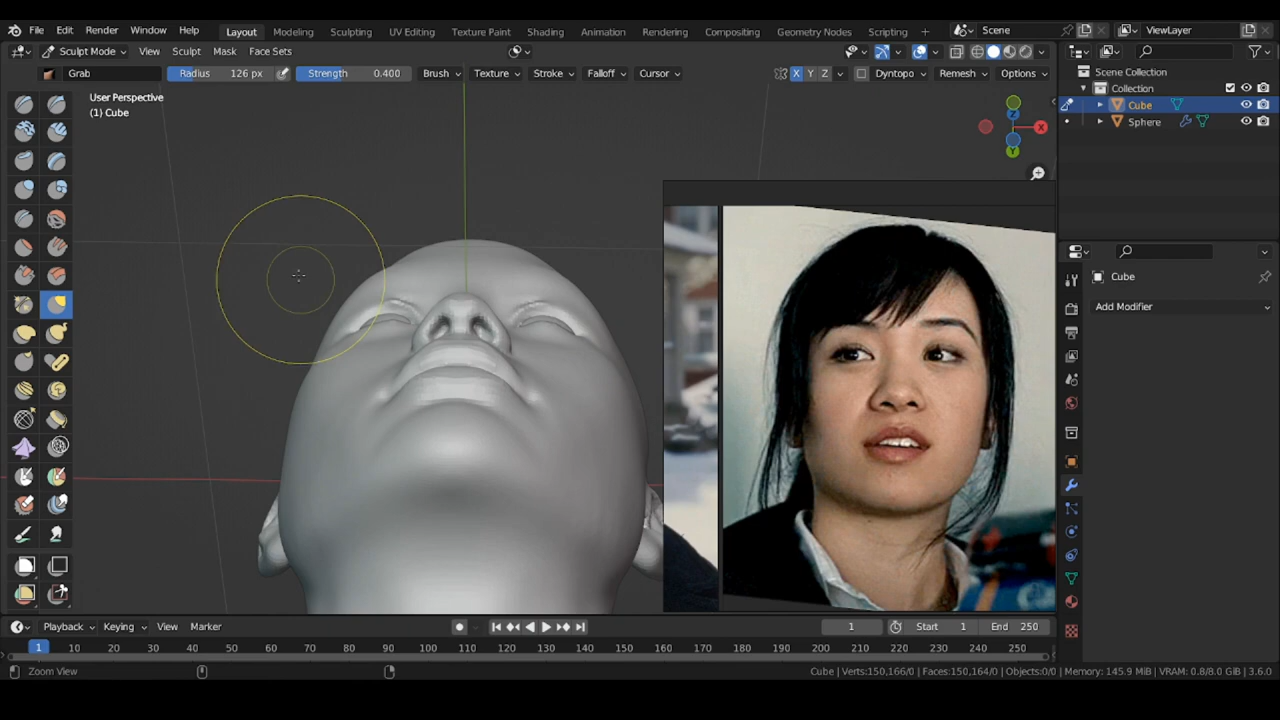 File Edit Render Window Help Layout Modeling Sculpting UV Editing Texture Paint Shading Animation Rendering Compositing Geometry Nodes Scripting + Scene ViewLayer
Sculpt Mode View Sculpt Mask Face Sets
Grab Radius 126 px Strength 0.400 Brush Texture Stroke Falloff Cursor X Y Z Dyntopo Remesh Options
User Perspective
(1) Cube
Z
X
Y
Scene Collection
Collection
Cube
Sphere
Cube
Add Modifier
Playback Keying View Marker 1 Start 1 End 250
1 10 20 30 40 50 60 70 80 90 100 110 120 130 140 150 160 170 180 190 200 210 220 230 240 250
Zoom View Cube | Verts:150,166/0 | Faces:150,164/0 | Objects:0/0 | Memory: 145.9 MiB | VRAM: 0.8/8.0 GiB | 3.6.0